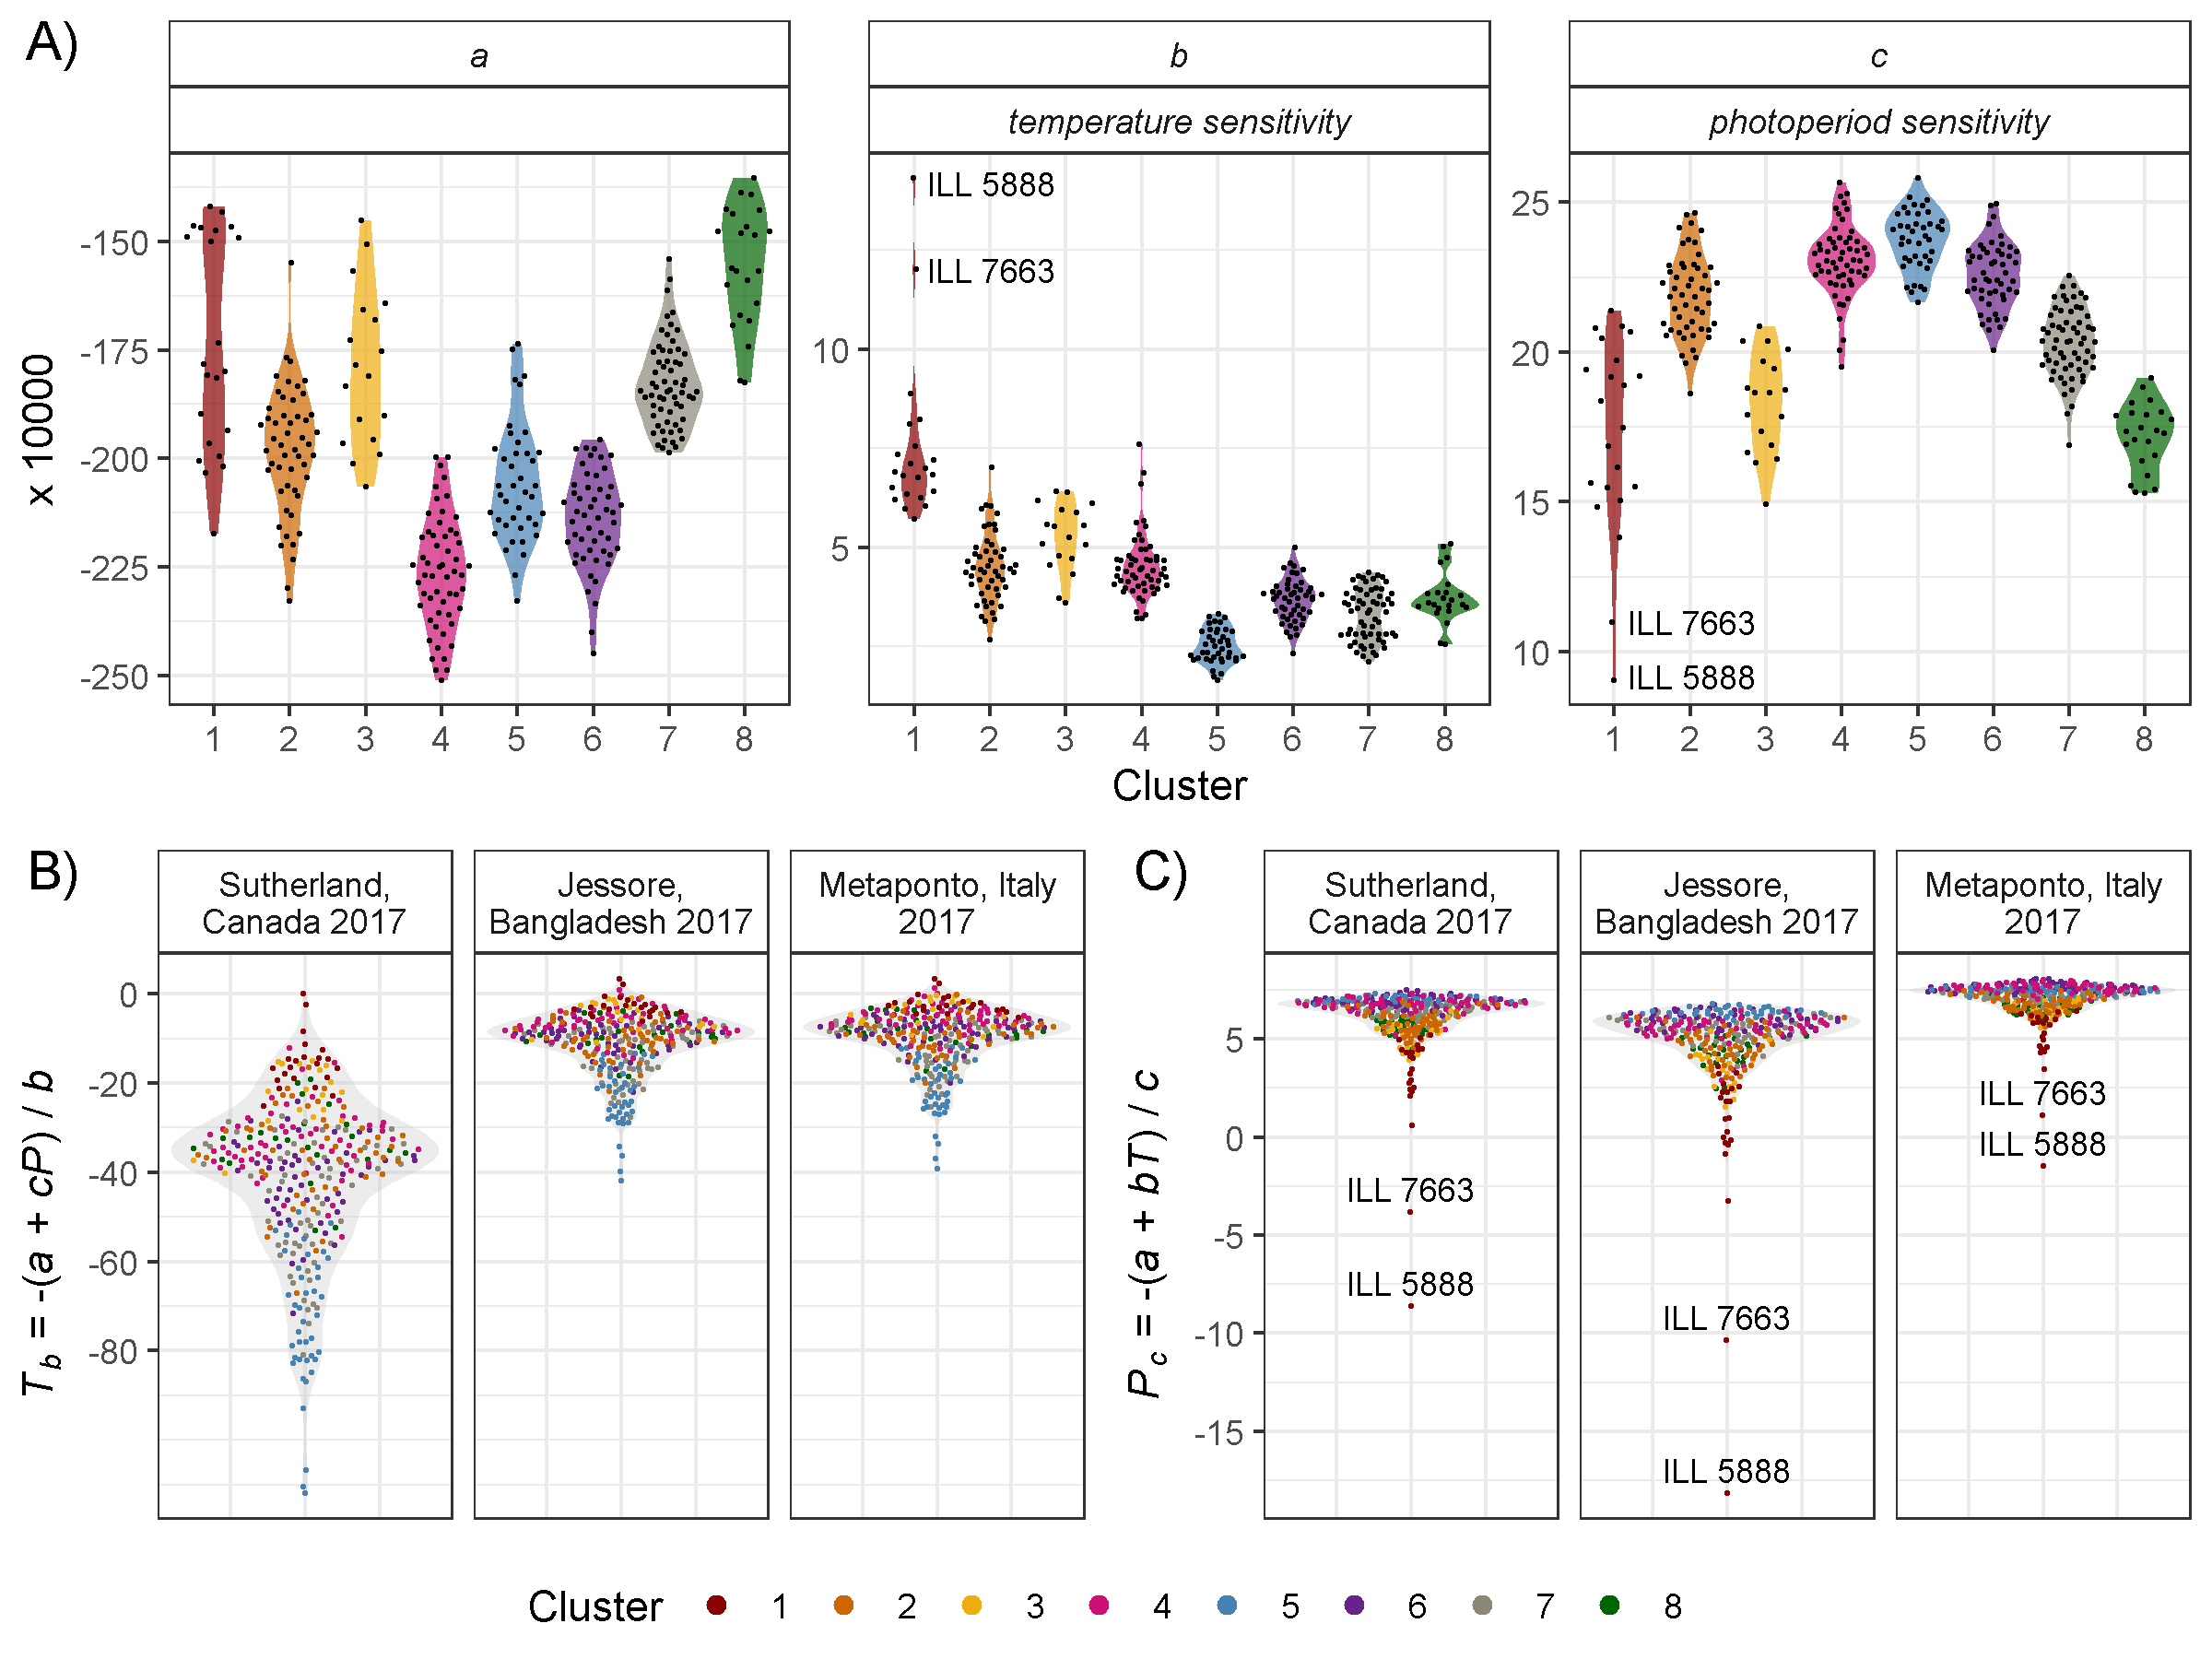 A)
a
b
c
temperature sensitivity
photoperiod sensitivity
x 10000
-150
-175
-200
-225
-250
10
5
25
20
15
10
ILL 5888
ILL 7663
ILL 7663
ILL 5888
1 2 3 4 5 6 7 8
1 2 3 4 5 6 7 8
1 2 3 4 5 6 7 8
Cluster
B)
Sutherland,
Canada 2017
Jessore,
Bangladesh 2017
Metaponto, Italy
2017
T b = -(a + cP) / b
0
-20
-40
-60
-80
C)
Sutherland,
Canada 2017
Jessore,
Bangladesh 2017
Metaponto, Italy
2017
P c = -(a + bT) / c
5
0
-5
-10
-15
ILL 7663
ILL 5888
ILL 7663
ILL 5888
ILL 7663
ILL 5888
Cluster 1 2 3 4 5 6 7 8